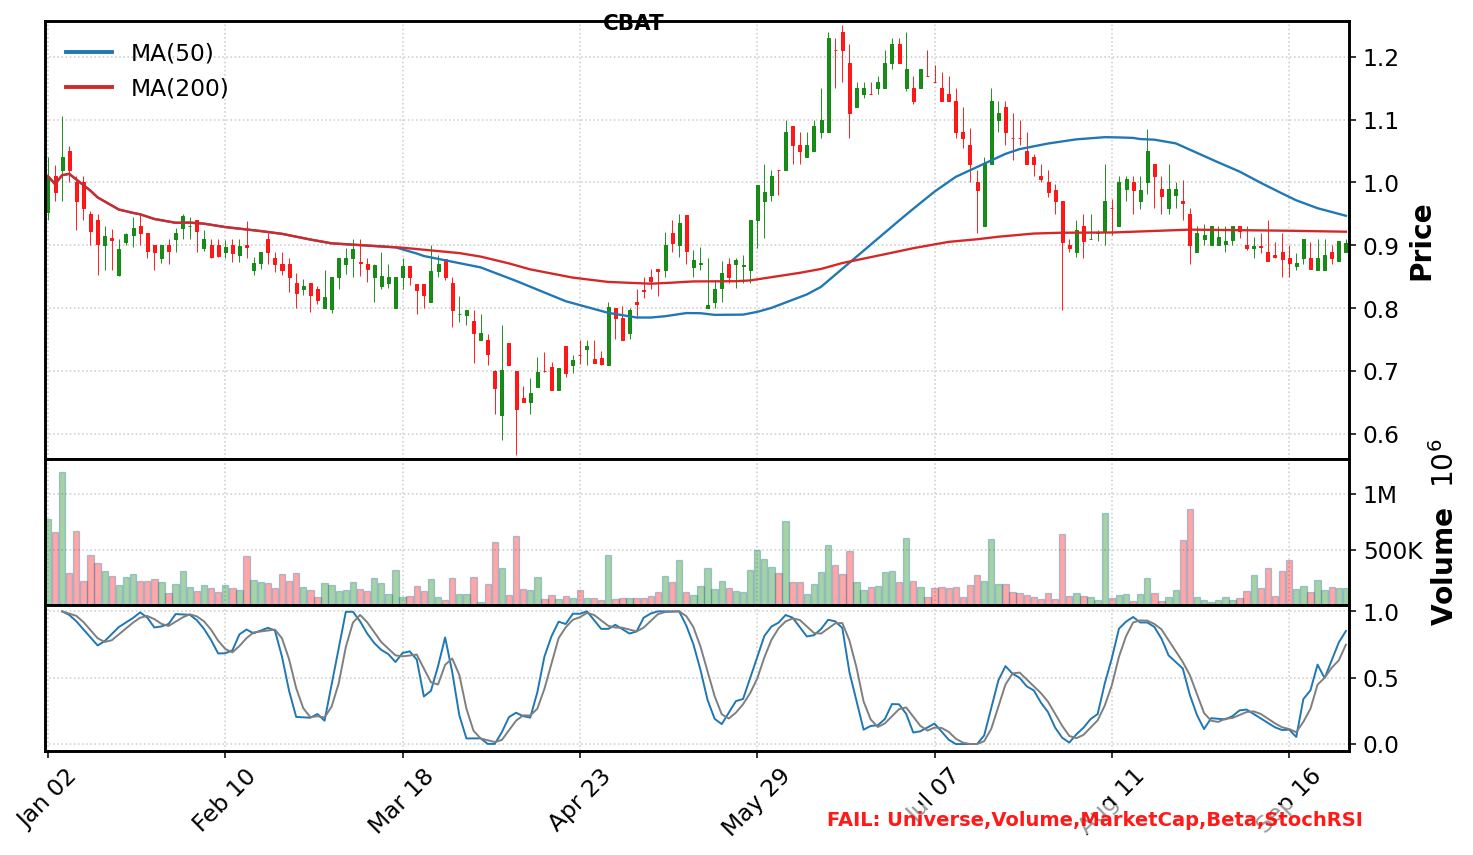 CBAT
MA(50)
MA(200)
1.2
1.1
1.0
0.9
0.8
0.7
0.6
Price
1M
500K
Volume 10^6
1.0
0.5
0.0
Jan 02
Feb 10
Mar 18
Apr 23
May 29
Jul 07
Aug 11
Sep 16
FAIL: Universe,Volume,MarketCap,Beta,StochRSI